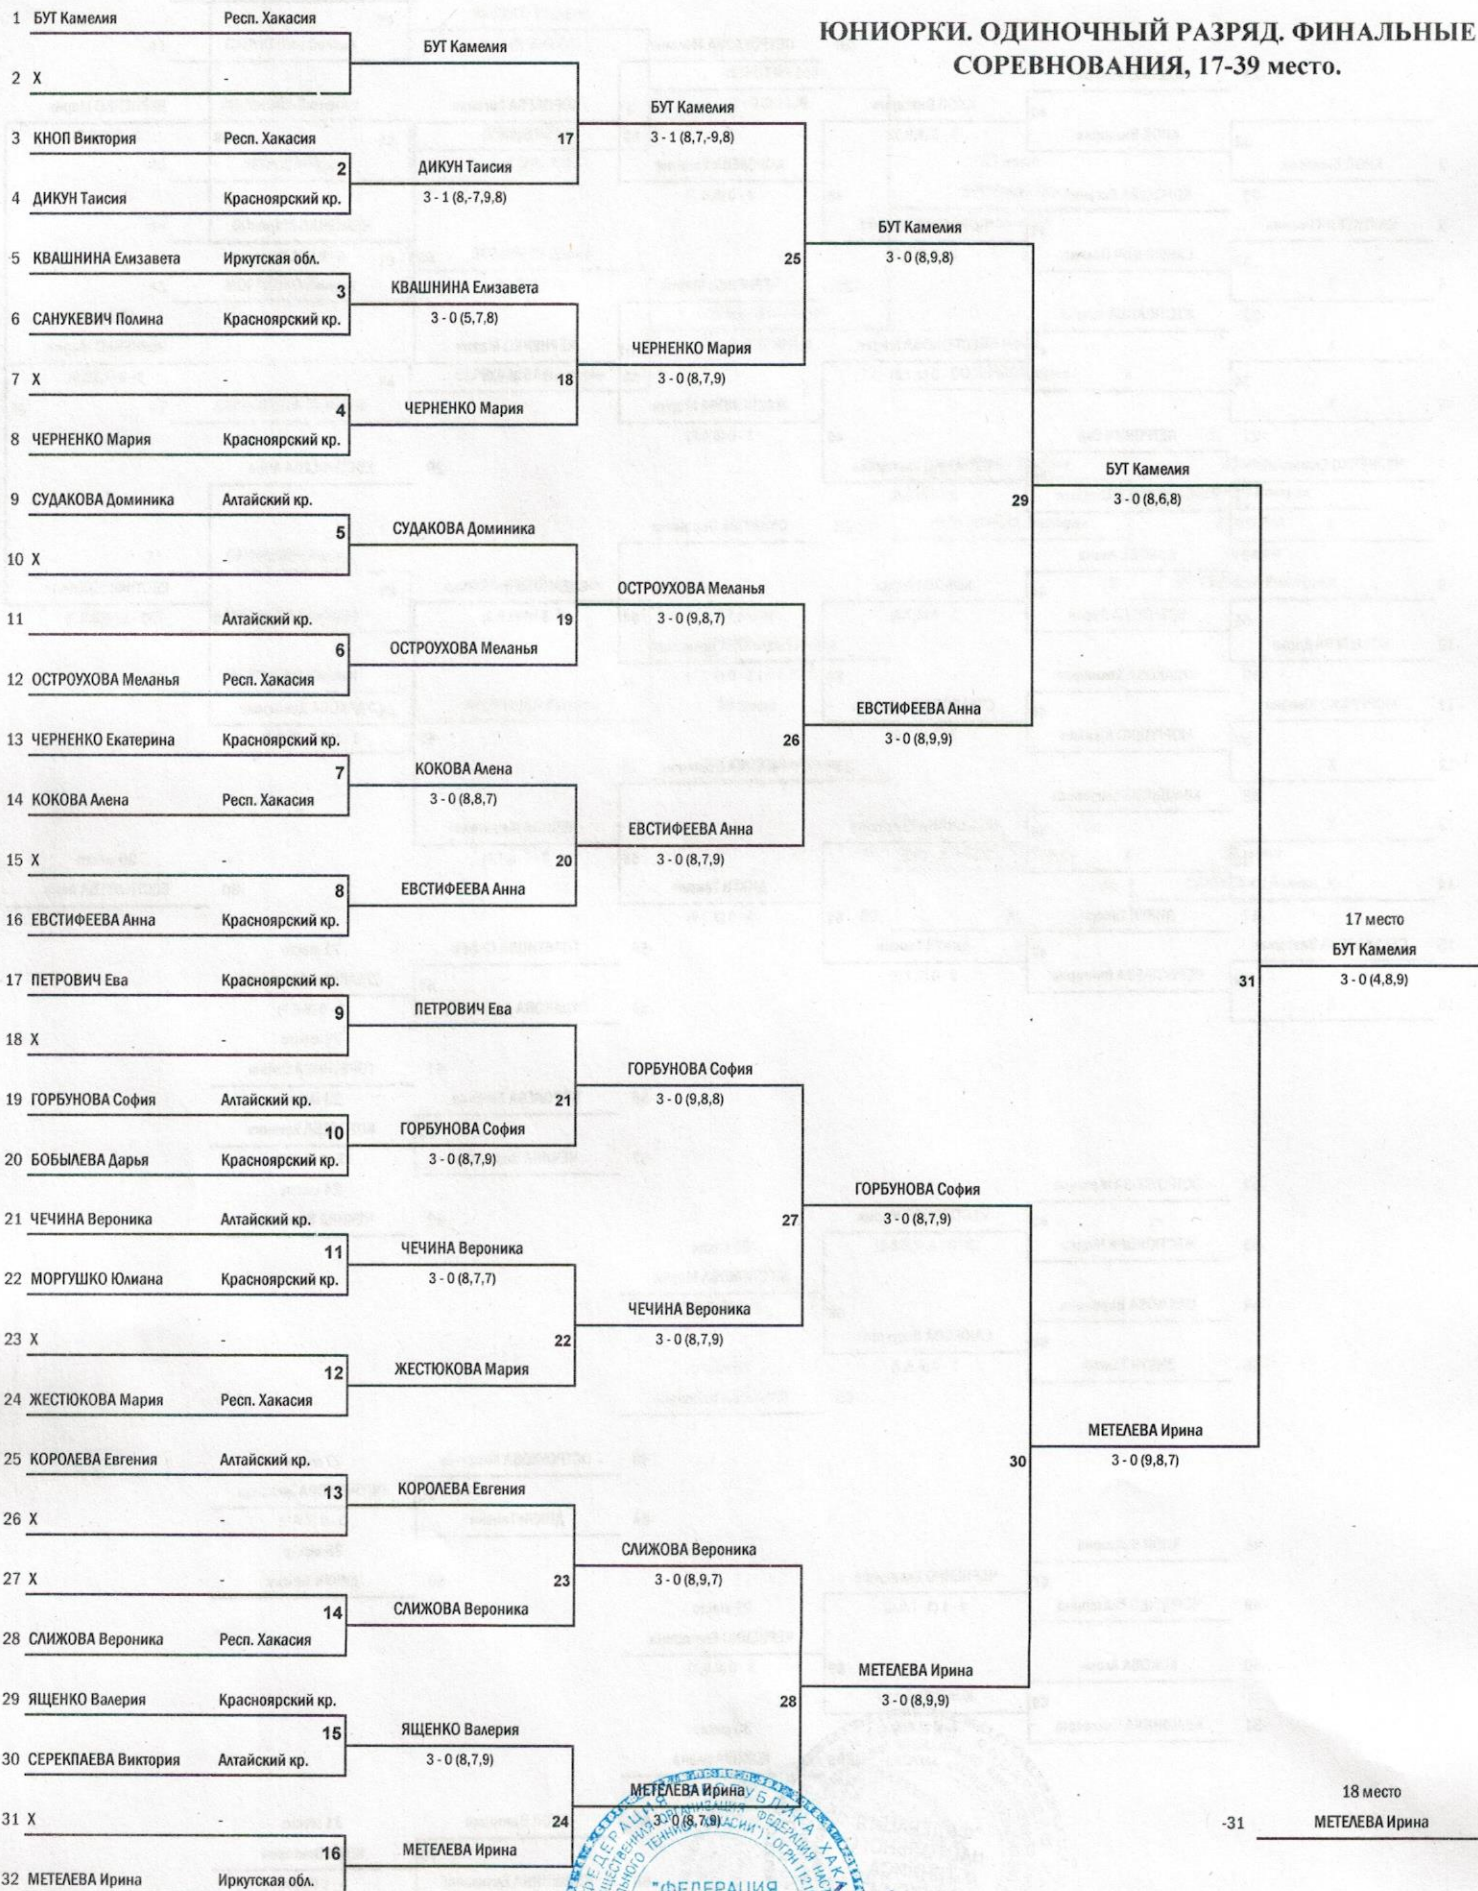 ЮНИОРКИ. ОДИНОЧНЫЙ РАЗРЯД. ФИНАЛЬНЫЕ
СОРЕВНОВАНИЯ, 17-39 место.
1 БУТ Камелия Респ. Хакасия
БУТ Камелия
2 X -
17
БУТ Камелия
3 - 1 (8,7,-9,8)
3 КНОП Виктория Респ. Хакасия
2
ДИКУН Таисия
3 - 1 (8,-7,9,8)
4 ДИКУН Таисия Красноярский кр.
25
БУТ Камелия
3 - 0 (8,9,8)
5 КВАШНИНА Елизавета Иркутская обл.
3
КВАШНИНА Елизавета
3 - 0 (5,7,8)
6 САНУКЕВИЧ Полина Красноярский кр.
18
ЧЕРНЕНКО Мария
3 - 0 (8,7,9)
7 X -
4
ЧЕРНЕНКО Мария
8 ЧЕРНЕНКО Мария Красноярский кр.
29
БУТ Камелия
3 - 0 (8,6,8)
9 СУДАКОВА Доминика Алтайский кр.
5
СУДАКОВА Доминика
10 X -
19
ОСТРОУХОВА Меланья
3 - 0 (9,8,7)
11 Алтайский кр.
6
ОСТРОУХОВА Меланья
12 ОСТРОУХОВА Меланья Респ. Хакасия
26
ЕВСТИФЕЕВА Анна
3 - 0 (8,9,9)
13 ЧЕРНЕНКО Екатерина Красноярский кр.
7
КОКОВА Алена
3 - 0 (8,8,7)
14 КОКОВА Алена Респ. Хакасия
20
ЕВСТИФЕЕВА Анна
3 - 0 (8,7,9)
15 X -
8
ЕВСТИФЕЕВА Анна
16 ЕВСТИФЕЕВА Анна Красноярский кр.
31
17 место
БУТ Камелия
3 - 0 (4,8,9)
17 ПЕТРОВИЧ Ева Красноярский кр.
9
ПЕТРОВИЧ Ева
18 X -
21
ГОРБУНОВА София
3 - 0 (9,8,8)
19 ГОРБУНОВА София Алтайский кр.
10
ГОРБУНОВА София
3 - 0 (8,7,9)
20 БОБЫЛЕВА Дарья Красноярский кр.
27
ГОРБУНОВА София
3 - 0 (8,7,9)
21 ЧЕЧИНА Вероника Алтайский кр.
11
ЧЕЧИНА Вероника
3 - 0 (8,7,7)
22 МОРГУШКО Юлиана Красноярский кр.
22
ЧЕЧИНА Вероника
3 - 0 (8,7,9)
23 X -
12
ЖЕСТЮКОВА Мария
24 ЖЕСТЮКОВА Мария Респ. Хакасия
30
МЕТЕЛЕВА Ирина
3 - 0 (9,8,7)
25 КОРОЛЕВА Евгения Алтайский кр.
13
КОРОЛЕВА Евгения
26 X -
23
СЛИЖОВА Вероника
3 - 0 (8,9,7)
27 X -
14
СЛИЖОВА Вероника
28 СЛИЖОВА Вероника Респ. Хакасия
28
МЕТЕЛЕВА Ирина
3 - 0 (8,9,9)
29 ЯЩЕНКО Валерия Красноярский кр.
15
ЯЩЕНКО Валерия
3 - 0 (8,7,9)
30 СЕРЕКПАЕВА Виктория Алтайский кр.
24
МЕТЕЛЕВА Ирина
3 - 0 (8,7,9)
31 X -
16
МЕТЕЛЕВА Ирина
32 МЕТЕЛЕВА Ирина Иркутская обл.
18 место
-31 МЕТЕЛЕВА Ирина
"ФЕДЕРАЦИЯ